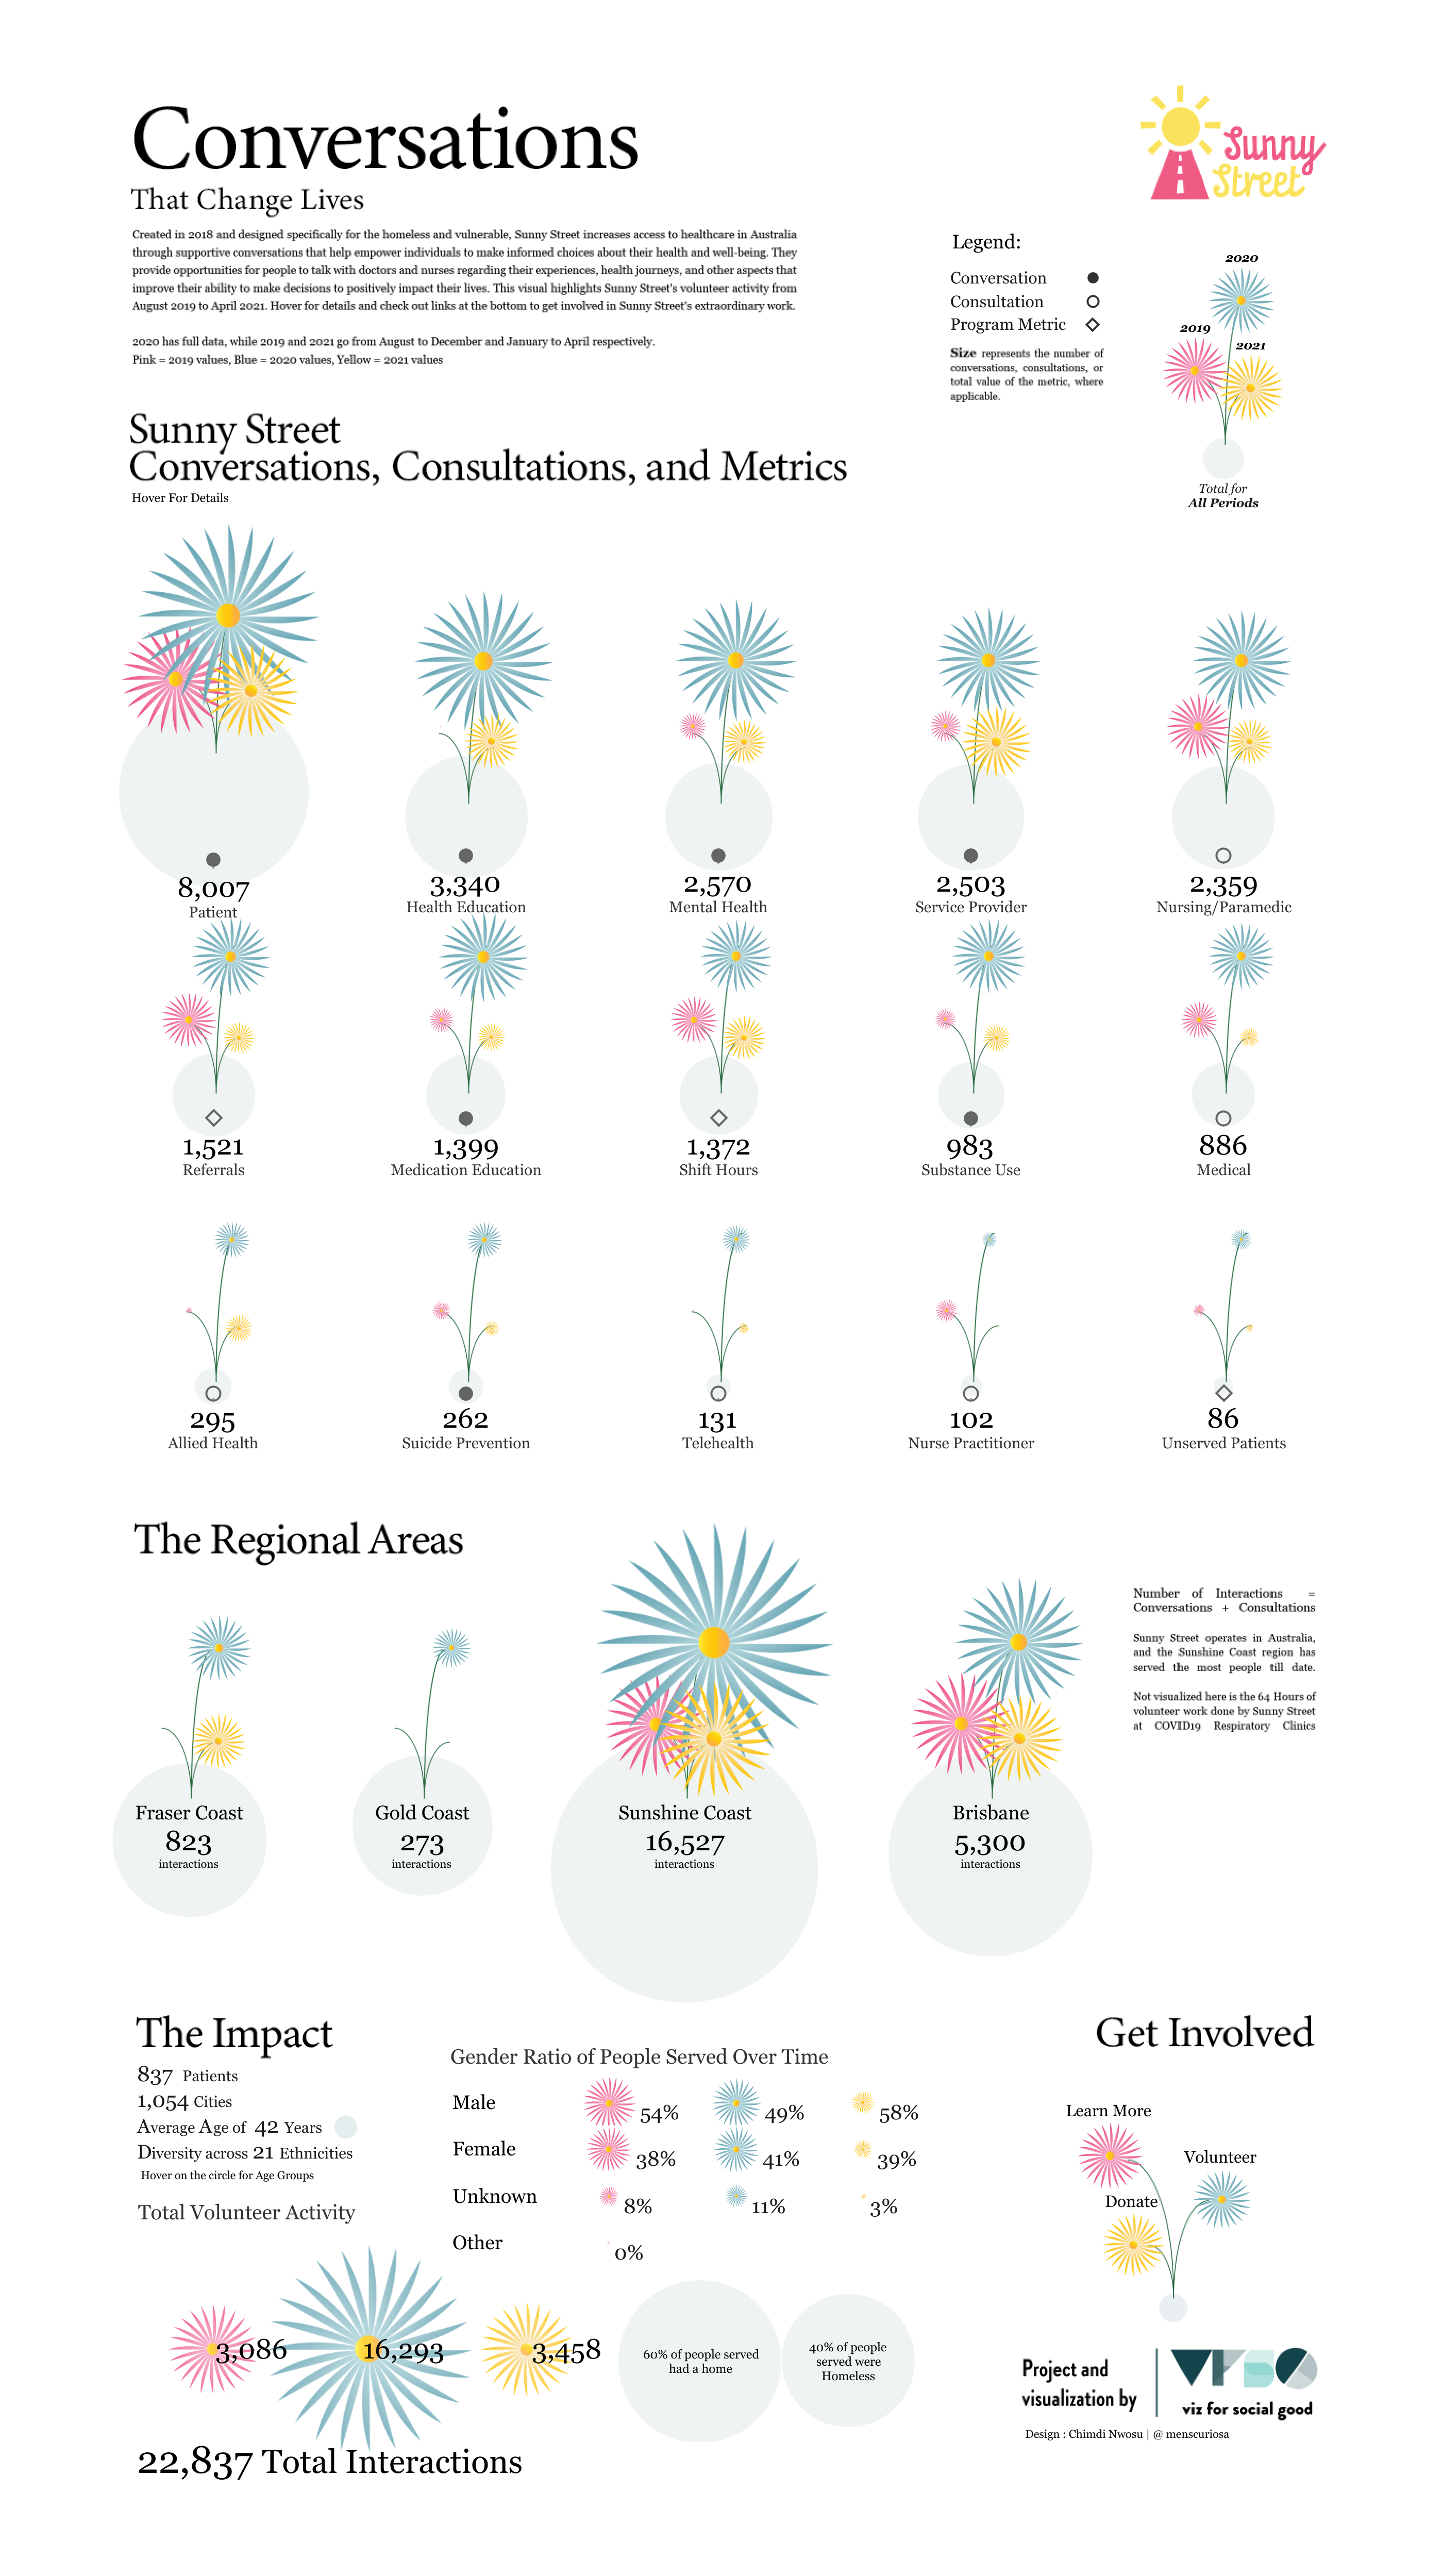 Conversations
That Change Lives
Sunny
Street
Created in 2018 and designed specifically for the homeless and vulnerable, Sunny Street increases access to healthcare in Australia
through supportive conversations that help empower individuals to make informed choices about their health and well-being. They
provide opportunities for people to talk with doctors and nurses regarding their experiences, health journeys, and other aspects that
improve their ability to make decisions to positively impact their lives. This visual highlights Sunny Street's volunteer activity from
August 2019 to April 2021. Hover for details and check out links at the bottom to get involved in Sunny Street's extraordinary work.
2020 has full data, while 2019 and 2021 go from August to December and January to April respectively.
Pink = 2019 values, Blue = 2020 values, Yellow = 2021 values
Legend:
Conversation
Consultation
Program Metric
Size represents the number of
conversations, consultations, or
total value of the metric, where
applicable.
2020
2019
2021
Total for
All Periods
Sunny Street
Conversations, Consultations, and Metrics
Hover For Details
8,007
Patient
3,340
Health Education
2,570
Mental Health
2,503
Service Provider
2,359
Nursing/Paramedic
1,521
Referrals
1,399
Medication Education
1,372
Shift Hours
983
Substance Use
886
Medical
295
Allied Health
262
Suicide Prevention
131
Telehealth
102
Nurse Practitioner
86
Unserved Patients
The Regional Areas
Fraser Coast
823
interactions
Gold Coast
273
interactions
Sunshine Coast
16,527
interactions
Brisbane
5,300
interactions
Number of Interactions =
Conversations + Consultations
Sunny Street operates in Australia,
and the Sunshine Coast region has
served the most people till date.
Not visualized here is the 64 Hours of
volunteer work done by Sunny Street
at COVID19 Respiratory Clinics
The Impact
837 Patients
1,054 Cities
Average Age of 42 Years
Diversity across 21 Ethnicities
Hover on the circle for Age Groups
Gender Ratio of People Served Over Time
Male 54% 49% 58%
Female 38% 41% 39%
Unknown 8% 11% 3%
Other 0%
Total Volunteer Activity
3,086 16,293 3,458
22,837 Total Interactions
60% of people served
had a home
40% of people
served were
Homeless
Get Involved
Learn More
Volunteer
Donate
Project and
visualization by
VFSG
viz for social good
Design : Chimdi Nwosu | @ menscuriosa